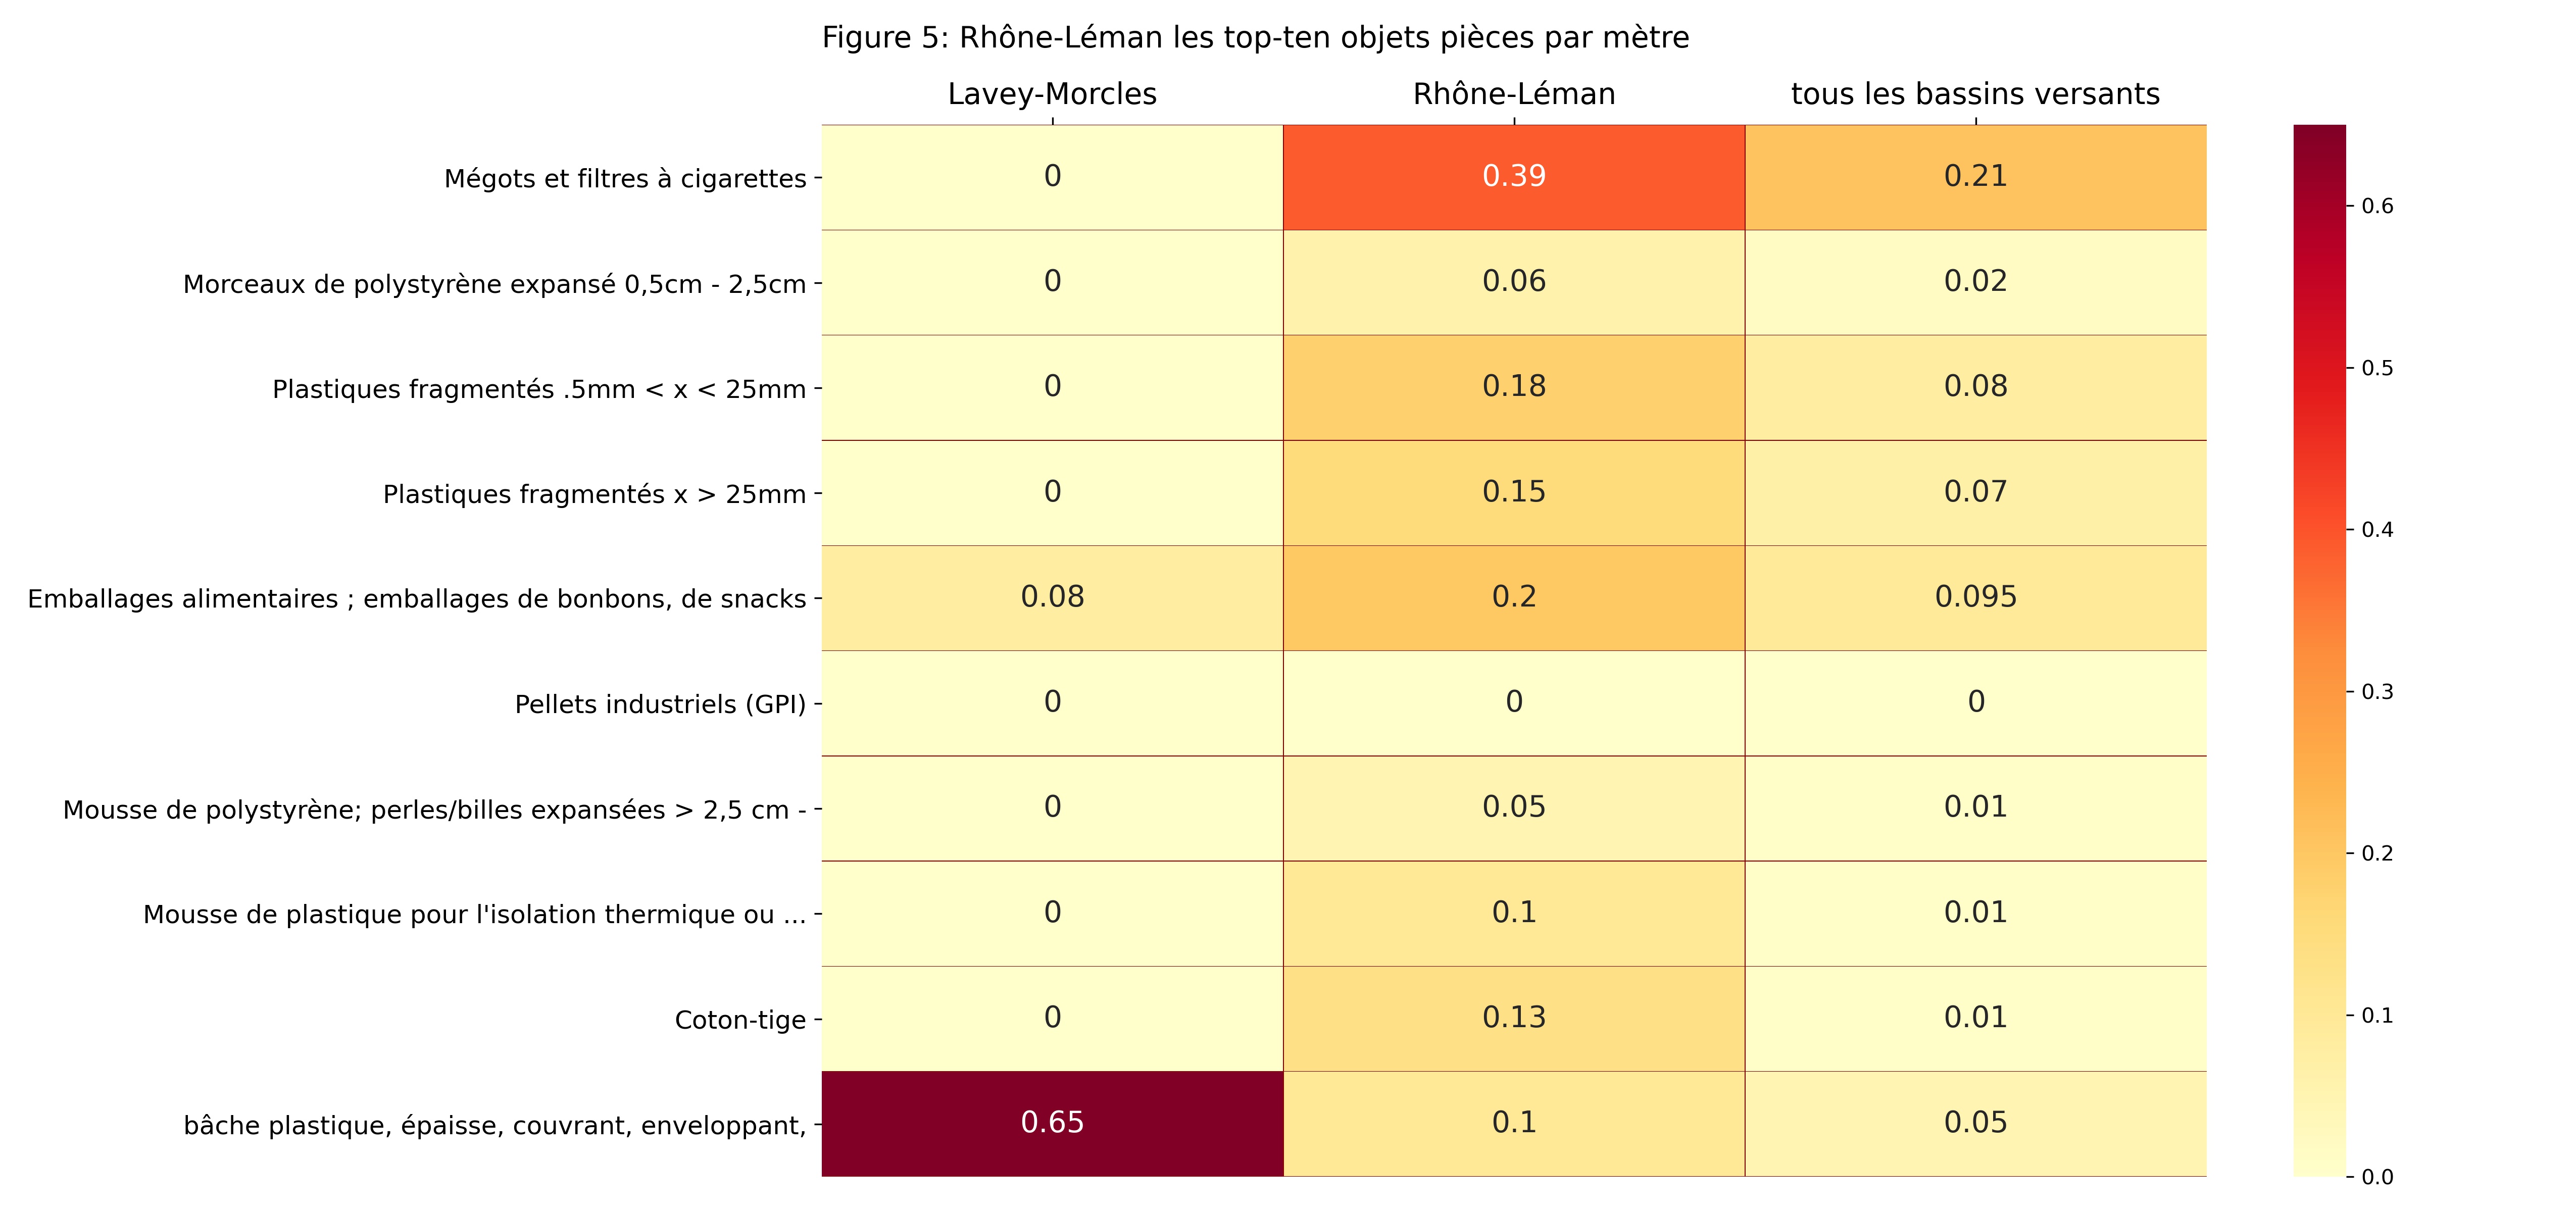 Figure 5: Rhône-Léman les top-ten objets pièces par mètre
Lavey-Morcles Rhône-Léman tous les bassins versants
Mégots et filtres à cigarettes 0 0.39 0.21
Morceaux de polystyrène expansé 0,5cm - 2,5cm 0 0.06 0.02
Plastiques fragmentés .5mm < x < 25mm 0 0.18 0.08
Plastiques fragmentés x > 25mm 0 0.15 0.07
Emballages alimentaires ; emballages de bonbons, de snacks 0.08 0.2 0.095
Pellets industriels (GPI) 0 0 0
Mousse de polystyrène; perles/billes expansées > 2,5 cm - 0 0.05 0.01
Mousse de plastique pour l'isolation thermique ou ... 0 0.1 0.01
Coton-tige 0 0.13 0.01
bâche plastique, épaisse, couvrant, enveloppant, 0.65 0.1 0.05
0.6
0.5
0.4
0.3
0.2
0.1
0.0